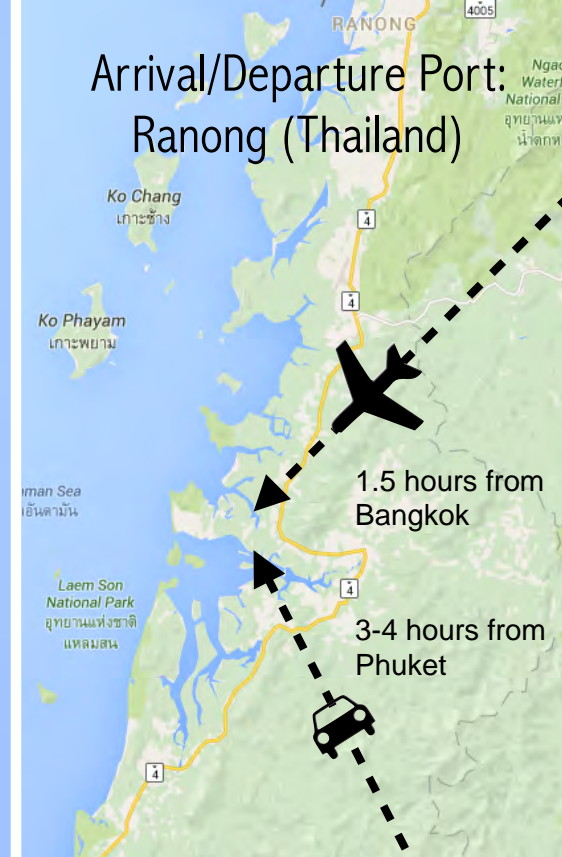 RANONG
4005
Arrival/Departure Port:
Ranong (Thailand)
National
Ko Chang
เกาะช้าง
4
4
Ko Phayam
เกาะพยาม
1.5 hours from
Bangkok
Sea
Laem Son
National Park
อุทยานแห่งชาติ
แหลมสน
4
3-4 hours from
Phuket
4